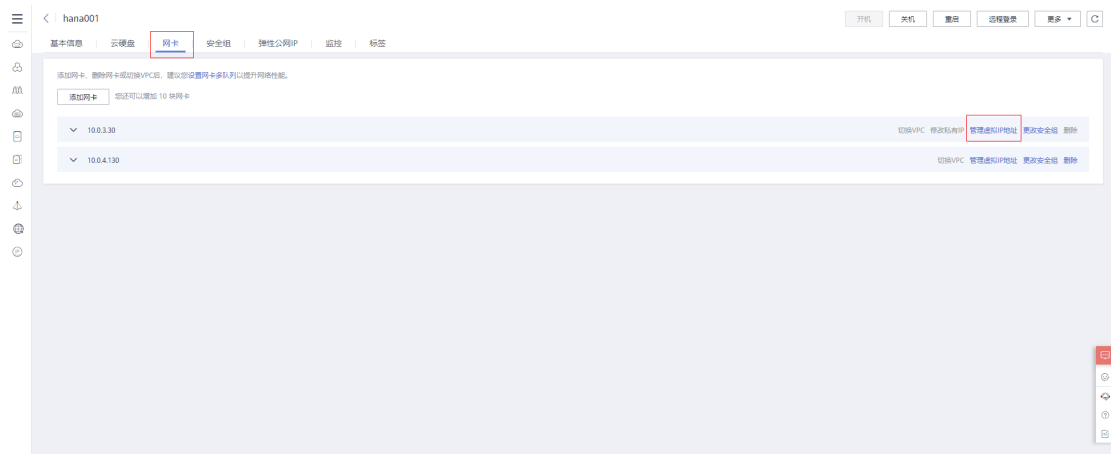 hana001
开机 关机 重启 远程登录 更多
基本信息 云硬盘 网卡 安全组 弹性公网IP 监控 标签
添加网卡、删除网卡或切换VPC后，建议您设置网卡多队列以提升网络性能。
添加网卡 您还可以增加 10 块网卡
10.0.3.30 切换VPC 修改私有IP 管理虚拟IP地址 更改安全组 删除
10.0.4.130 切换VPC 管理虚拟IP地址 更改安全组 删除